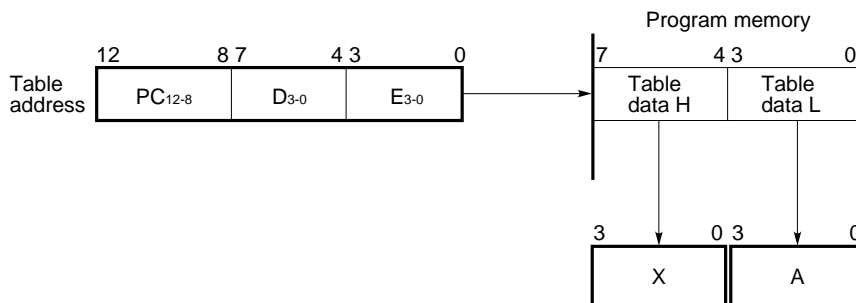 Program memory
12 8 7 4 3 0
7 4 3 0
Table address
PC12-8
D3-0
E3-0
Table data H
Table data L
3 0 3 0
X
A